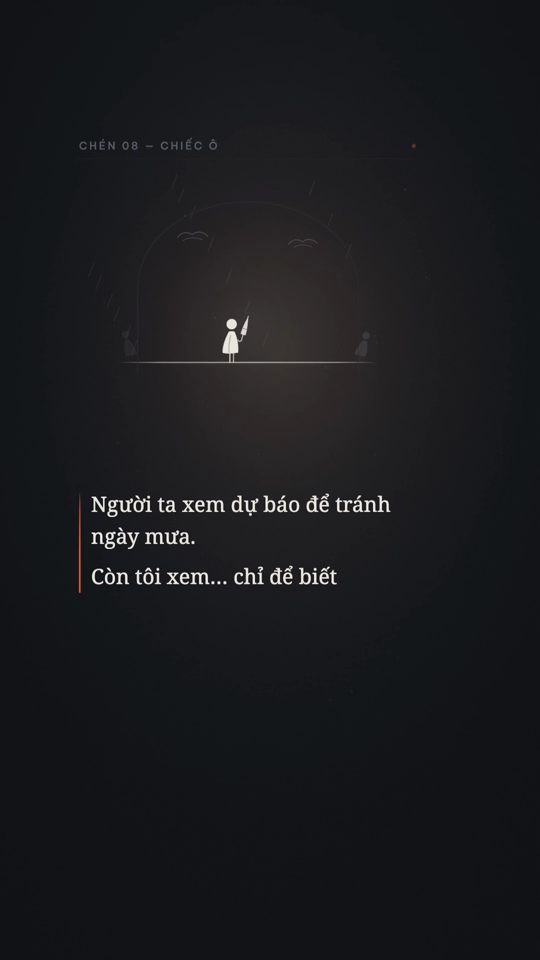 CHÉN 08 — CHIẾC Ô
Người ta xem dự báo để tránh
ngày mưa.
Còn tôi xem... chỉ để biết